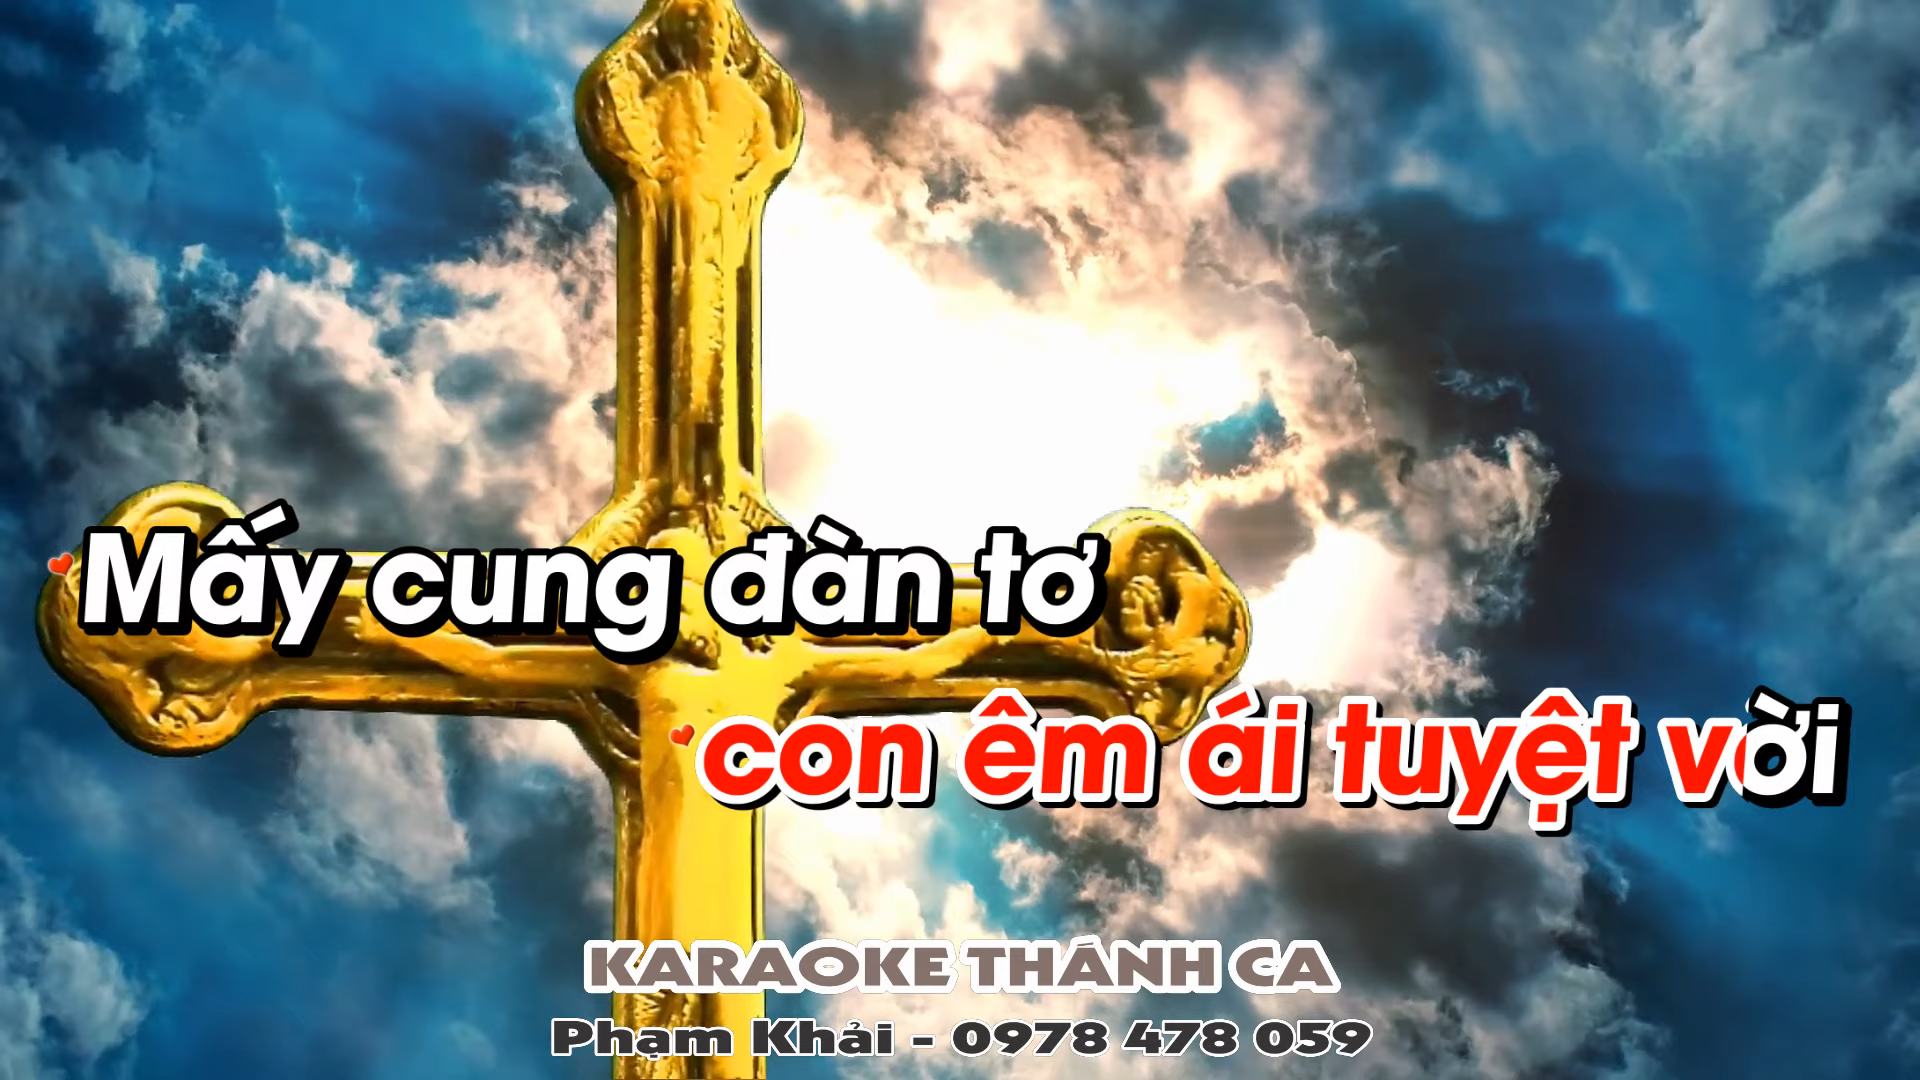 Mấy cung đàn tơ
con êm ái tuyệt vời
KARAOKE THÁNH CA
Phạm Khải - 0978 478 059